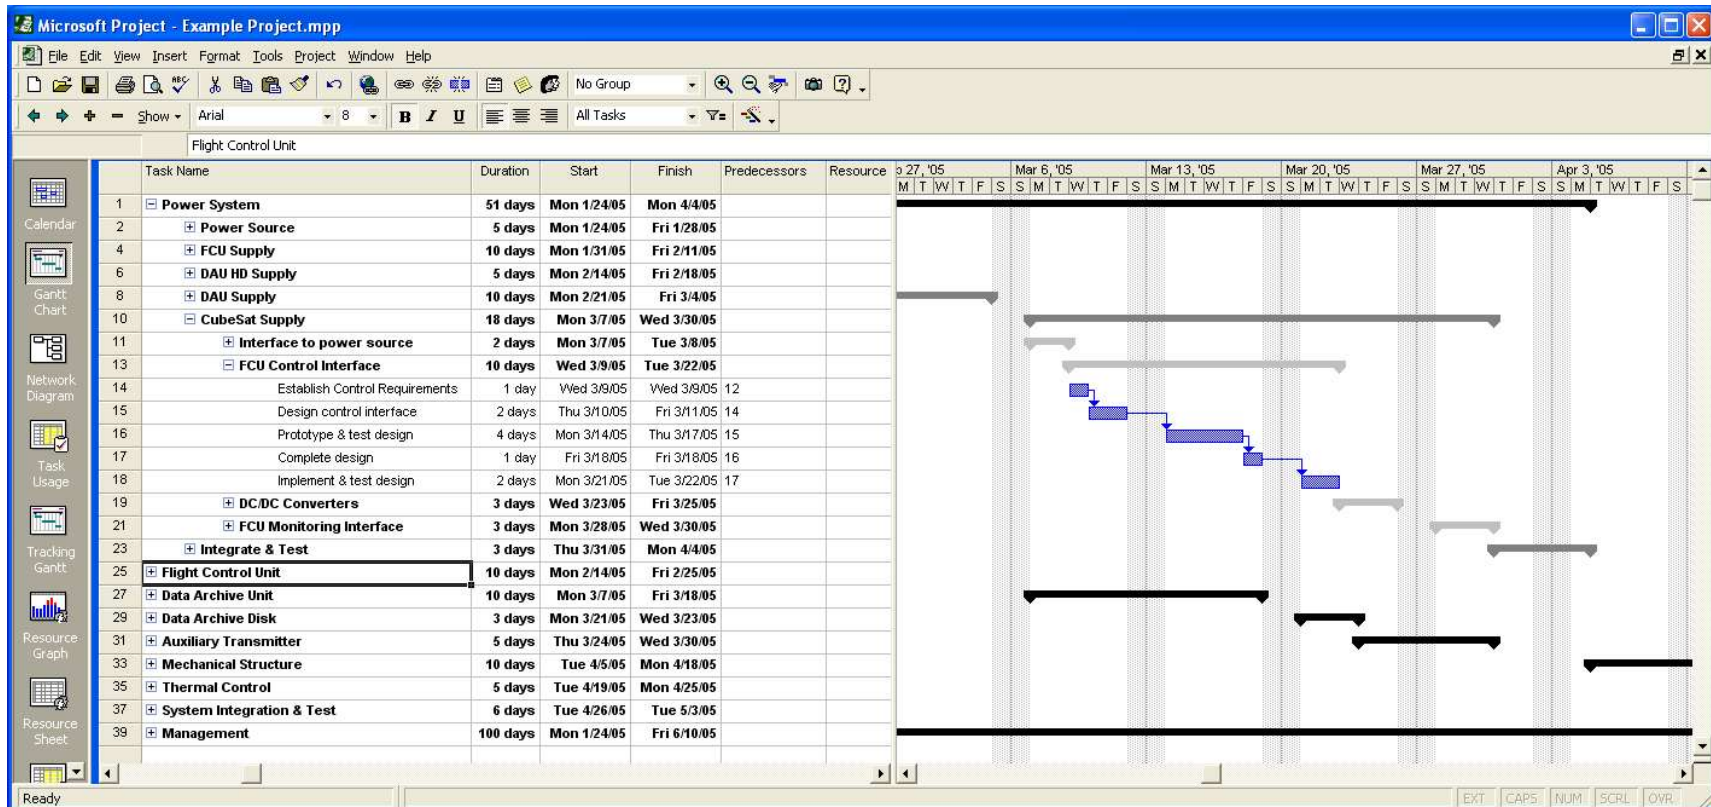 Microsoft Project - Example Project.mpp
File Edit View Insert Format Tools Project Window Help
No Group
Show Arial 8 B I U All Tasks
Flight Control Unit
Task Name Duration Start Finish Predecessors Resource 27, '05 Mar 6, '05 Mar 13, '05 Mar 20, '05 Mar 27, '05 Apr 3, '05
M T W T F S S M T W T F S S M T W T F S S M T W T F S S M T W T F S S M T W T F S
1 Power System 51 days Mon 1/24/05 Mon 4/4/05
2 Power Source 5 days Mon 1/24/05 Fri 1/28/05
4 FCU Supply 10 days Mon 1/31/05 Fri 2/11/05
6 DAU HD Supply 5 days Mon 2/14/05 Fri 2/18/05
8 DAU Supply 10 days Mon 2/21/05 Fri 3/4/05
10 CubeSat Supply 18 days Mon 3/7/05 Wed 3/30/05
11 Interface to power source 2 days Mon 3/7/05 Tue 3/8/05
13 FCU Control Interface 10 days Wed 3/9/05 Tue 3/22/05
14 Establish Control Requirements 1 day Wed 3/9/05 Wed 3/9/05 12
15 Design control interface 2 days Thu 3/10/05 Fri 3/11/05 14
16 Prototype & test design 4 days Mon 3/14/05 Thu 3/17/05 15
17 Complete design 1 day Fri 3/18/05 Fri 3/18/05 16
18 Implement & test design 2 days Mon 3/21/05 Tue 3/22/05 17
19 DC/DC Converters 3 days Wed 3/23/05 Fri 3/25/05
21 FCU Monitoring Interface 3 days Mon 3/28/05 Wed 3/30/05
23 Integrate & Test 3 days Thu 3/31/05 Mon 4/4/05
25 Flight Control Unit 10 days Mon 2/14/05 Fri 2/25/05
27 Data Archive Unit 10 days Mon 3/7/05 Fri 3/18/05
29 Data Archive Disk 3 days Mon 3/21/05 Wed 3/23/05
31 Auxiliary Transmitter 5 days Thu 3/24/05 Wed 3/30/05
33 Mechanical Structure 10 days Tue 4/5/05 Mon 4/18/05
35 Thermal Control 5 days Tue 4/19/05 Mon 4/25/05
37 System Integration & Test 6 days Tue 4/26/05 Tue 5/3/05
39 Management 100 days Mon 1/24/05 Fri 6/10/05
Calendar
Gantt
Chart
Network
Diagram
Task
Usage
Tracking
Gantt
Resource
Graph
Resource
Sheet
Ready EXT CAPS NUM SCRL OVR